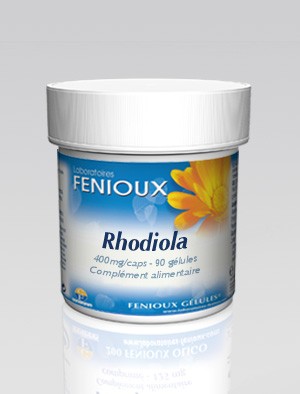 Laboratoires
FENIOUX
Rhodiola
400mg/caps - 90 gélules
Complément alimentaire
FENIOUX GÉLULES